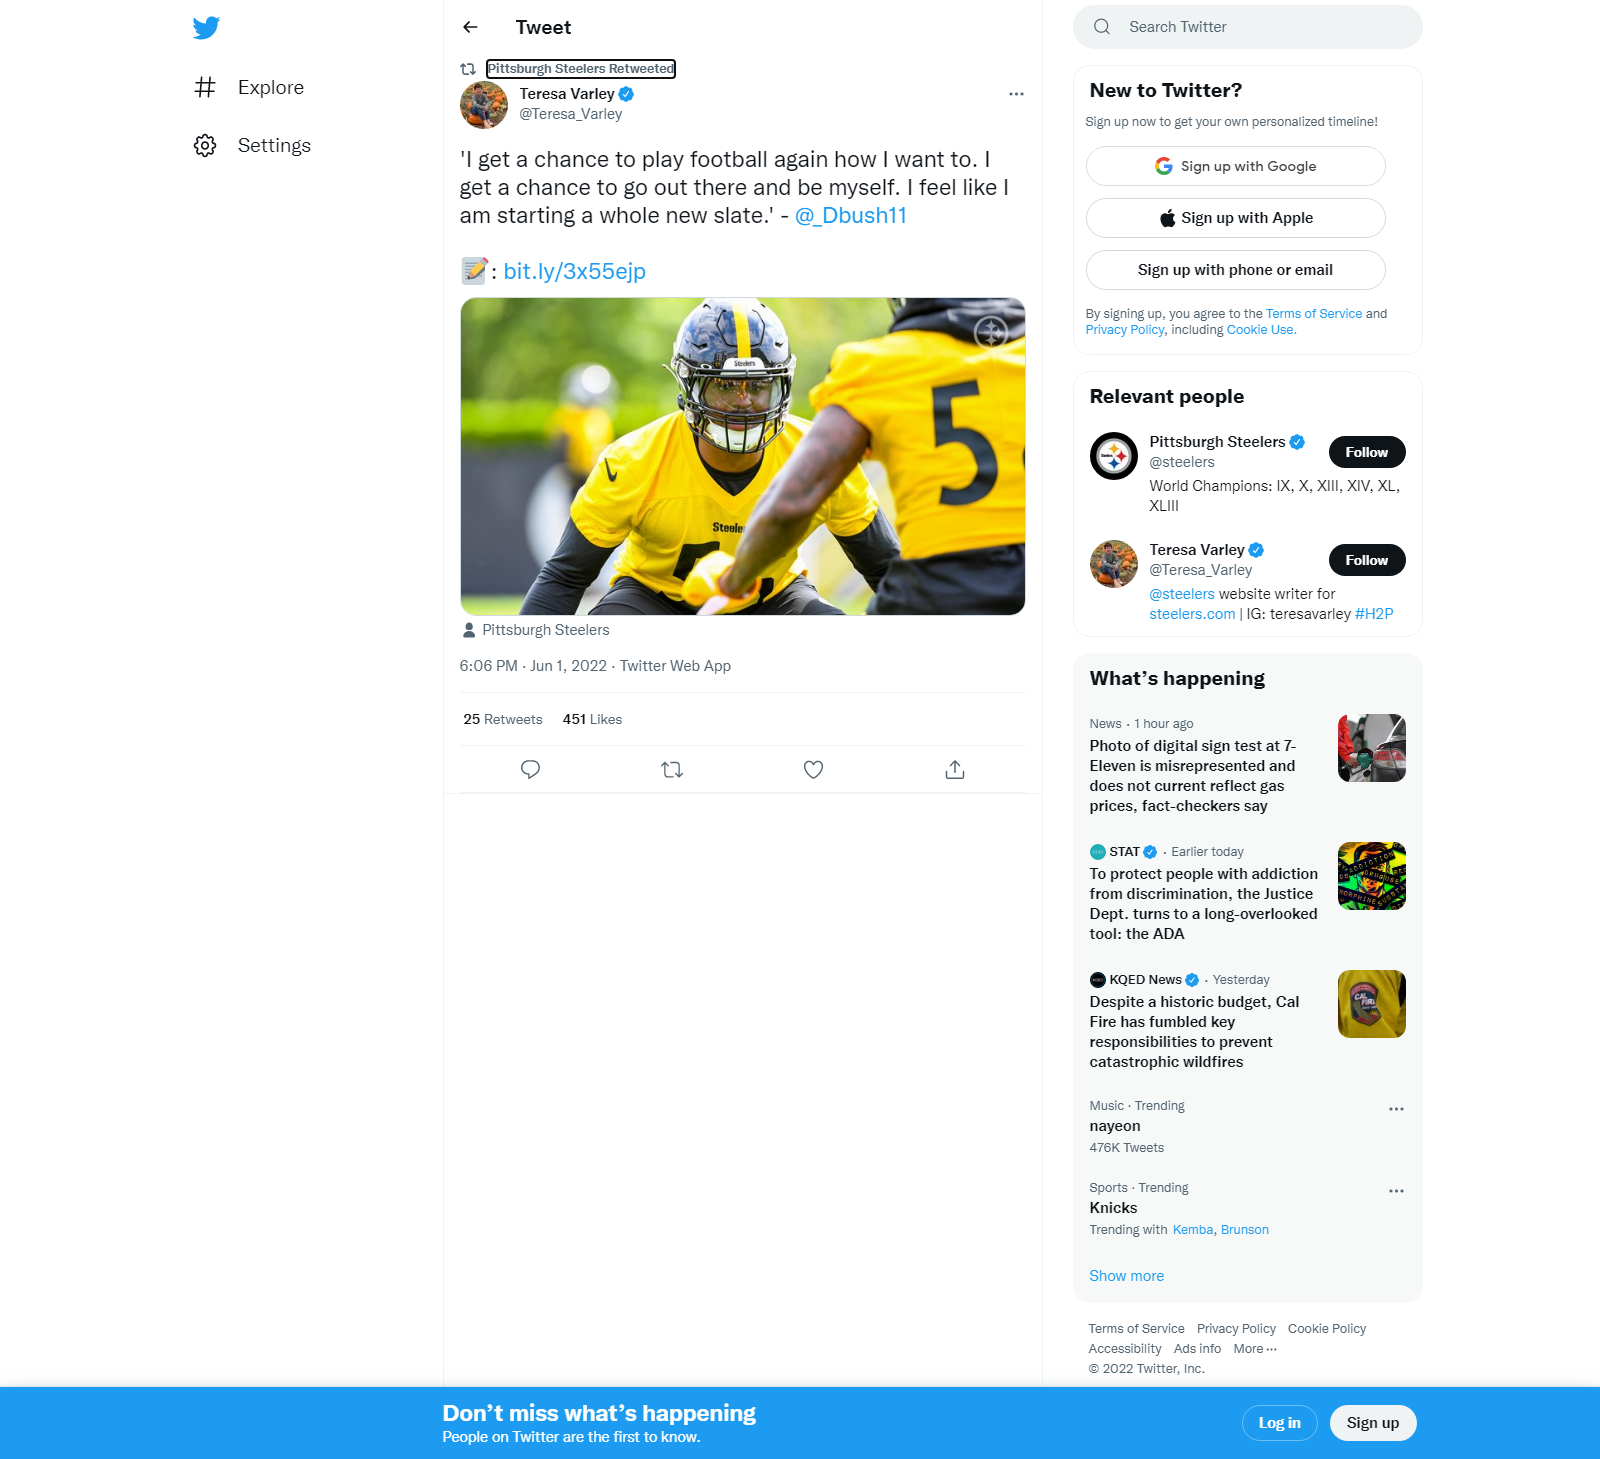 Explore
Settings
Tweet
Pittsburgh Steelers Retweeted
Teresa Varley
@Teresa_Varley
'I get a chance to play football again how I want to. I
get a chance to go out there and be myself. I feel like I
am starting a whole new slate.' - @_Dbush11
: bit.ly/3x55ejp
Steelers
Steele
5
Pittsburgh Steelers
6:06 PM · Jun 1, 2022 · Twitter Web App
25 Retweets 451 Likes
Search Twitter
New to Twitter?
Sign up now to get your own personalized timeline!
Sign up with Google
Sign up with Apple
Sign up with phone or email
By signing up, you agree to the Terms of Service and
Privacy Policy, including Cookie Use.
Relevant people
Pittsburgh Steelers
@steelers
Follow
World Champions: IX, X, XIII, XIV, XL,
XLIII
Teresa Varley
@Teresa_Varley
Follow
@steelers website writer for
steelers.com | IG: teresavarley #H2P
What’s happening
News · 1 hour ago
Photo of digital sign test at 7-
Eleven is misrepresented and
does not current reflect gas
prices, fact-checkers say
STAT · Earlier today
To protect people with addiction
from discrimination, the Justice
Dept. turns to a long-overlooked
tool: the ADA
ADDICTION
KQED News · Yesterday
Despite a historic budget, Cal
Fire has fumbled key
responsibilities to prevent
catastrophic wildfires
CAL
FIRE
Music · Trending
nayeon
476K Tweets
Sports · Trending
Knicks
Trending with Kemba, Brunson
Show more
Terms of Service Privacy Policy Cookie Policy
Accessibility Ads info More ···
© 2022 Twitter, Inc.
Don’t miss what’s happening
People on Twitter are the first to know.
Log in
Sign up